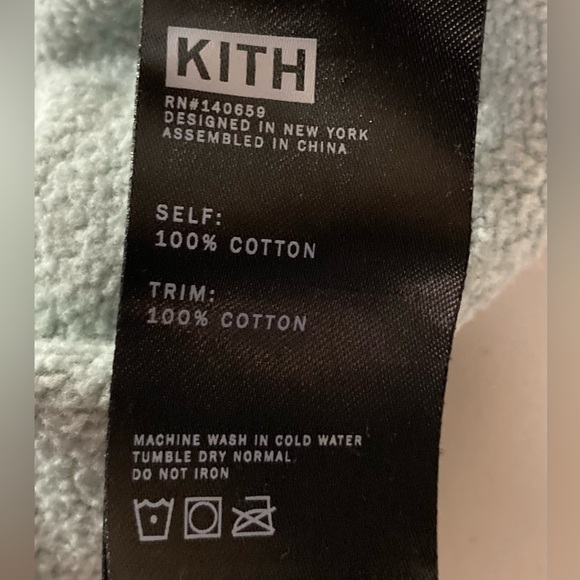 KITH
RN#140659
DESIGNED IN NEW YORK
ASSEMBLED IN CHINA
SELF:
100% COTTON
TRIM:
100% COTTON
MACHINE WASH IN COLD WATER
TUMBLE DRY NORMAL.
DO NOT IRON